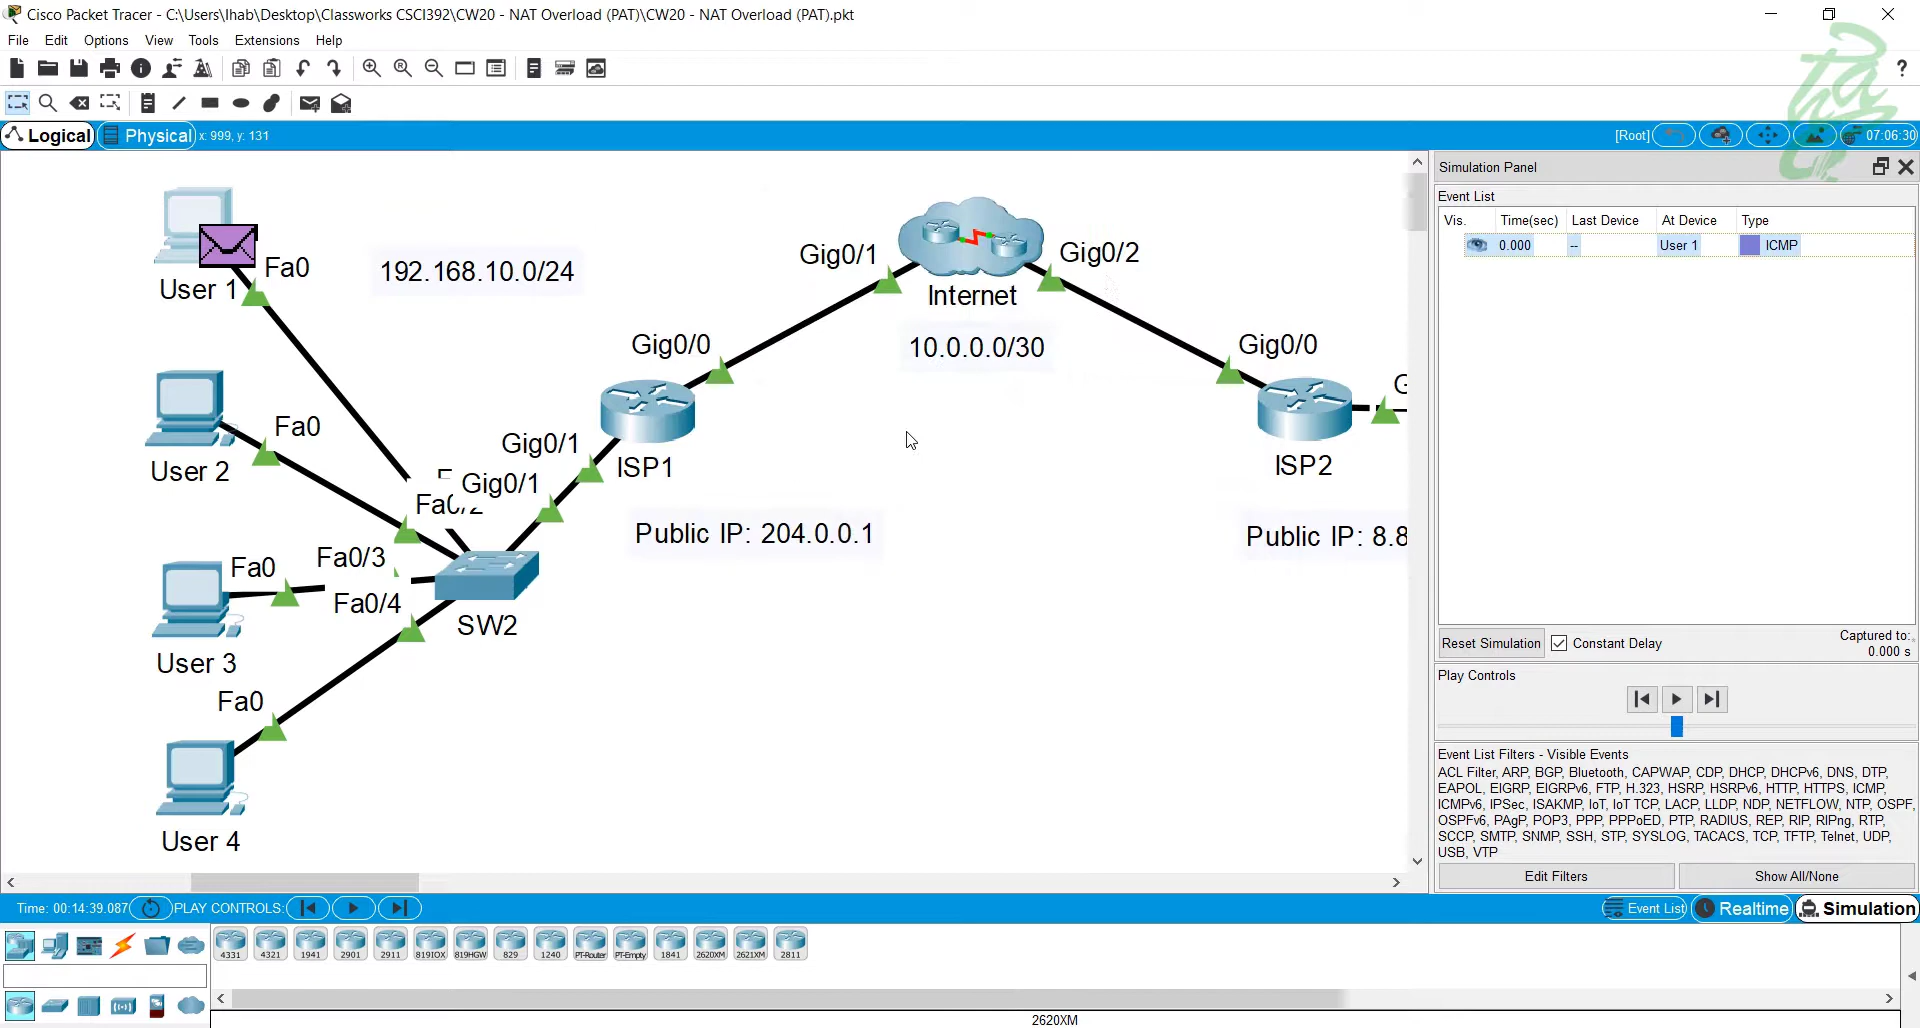 Cisco Packet Tracer - C:\Users\Ihab\Desktop\Classworks CSCI392\CW20 - NAT Overload (PAT)\CW20 - NAT Overload (PAT).pkt
File Edit Options View Tools Extensions Help
Logical Physical x: 999, y: 131
[Root] 07:06:30
User 1
Fa0
192.168.10.0/24
Gig0/1
Internet
Gig0/2
10.0.0.0/30
Gig0/0
ISP1
Gig0/0
ISP2
G
User 2
Fa0
Gig0/1
F
Gig0/1
Fa0/2
Public IP: 204.0.0.1
Public IP: 8.8
Fa0
Fa0/3
Fa0/4
SW2
User 3
Fa0
User 4
Simulation Panel
Event List
Vis. Time(sec) Last Device At Device Type
0.000 -- User 1 ICMP
Reset Simulation Constant Delay
Captured to:
0.000 s
Play Controls
Event List Filters - Visible Events
ACL Filter, ARP, BGP, Bluetooth, CAPWAP, CDP, DHCP, DHCPv6, DNS, DTP,
EAPOL, EIGRP, EIGRPv6, FTP, H.323, HSRP, HSRPv6, HTTP, HTTPS, ICMP,
ICMPv6, IPSec, ISAKMP, IoT, IoT TCP, LACP, LLDP, NDP, NETFLOW, NTP, OSPF,
OSPFv6, PAgP, POP3, PPP, PPPoED, PTP, RADIUS, REP, RIP, RIPng, RTP,
SCCP, SMTP, SNMP, SSH, STP, SYSLOG, TACACS, TCP, TFTP, Telnet, UDP,
USB, VTP
Edit Filters Show All/None
Time: 00:14:39.087 PLAY CONTROLS:
Event List Realtime Simulation
4331 4321 1941 2901 2911 819IOX 819HGW 829 1240 PT-Router PT-Empty 1841 2620XM 2621XM 2811
2620XM